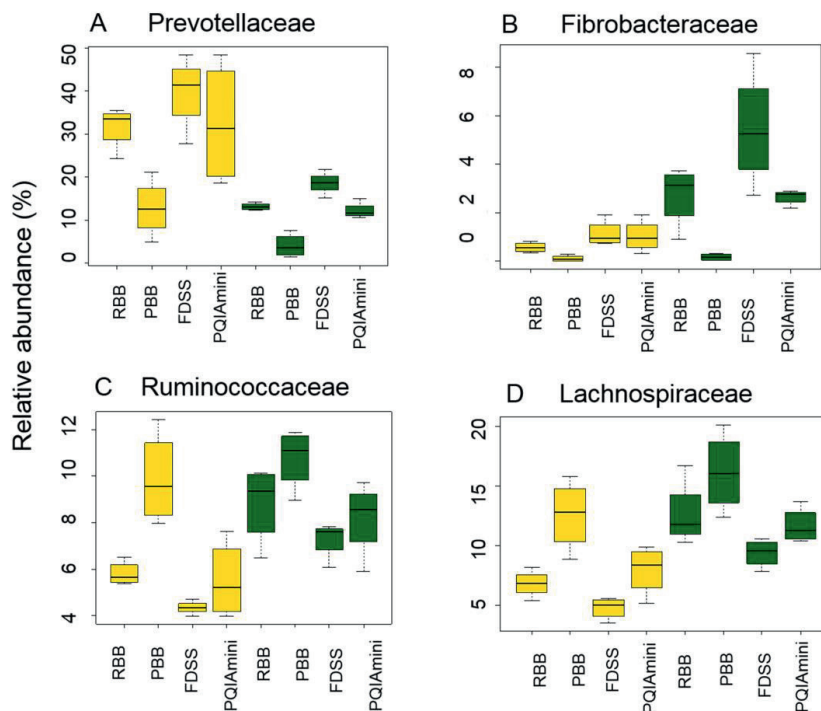 A Prevotellaceae
50
40
30
20
10
0
RBB
PBB
FDSS
PQIAmini
RBB
PBB
FDSS
PQIAmini
B Fibrobacteraceae
8
6
4
2
0
RBB
PBB
FDSS
PQIAmini
RBB
PBB
FDSS
PQIAmini
Relative abundance (%)
C Ruminococcaceae
12
10
8
6
4
RBB
PBB
FDSS
PQIAmini
RBB
PBB
FDSS
PQIAmini
D Lachnospiraceae
20
15
10
5
RBB
PBB
FDSS
PQIAmini
RBB
PBB
FDSS
PQIAmini